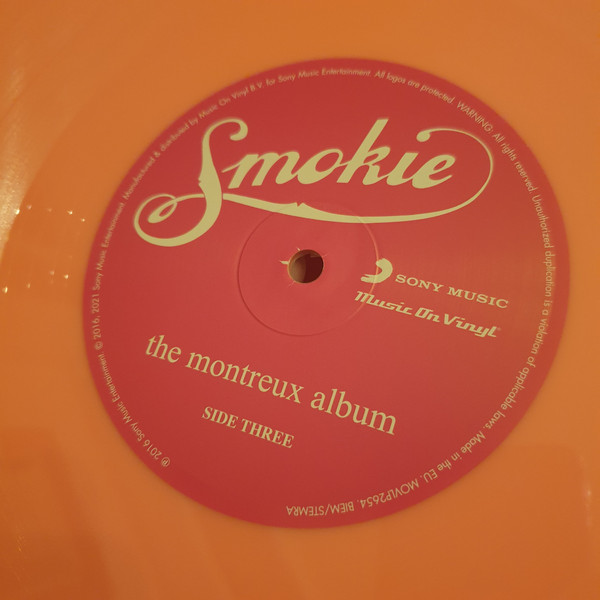 Smokie
SONY MUSIC
Music On Vinyl
the montreux album
SIDE THREE
℗ 2016 Sony Music Entertainment. © 2016, 2021 Sony Music Entertainment. Manufactured & distributed by Music On Vinyl B.V. for Sony Music Entertainment. All logos are protected. WARNING: All rights reserved. Unauthorized duplication is a violation of applicable laws. Made in the EU. MOVLP2654. BIEM/STEMRA